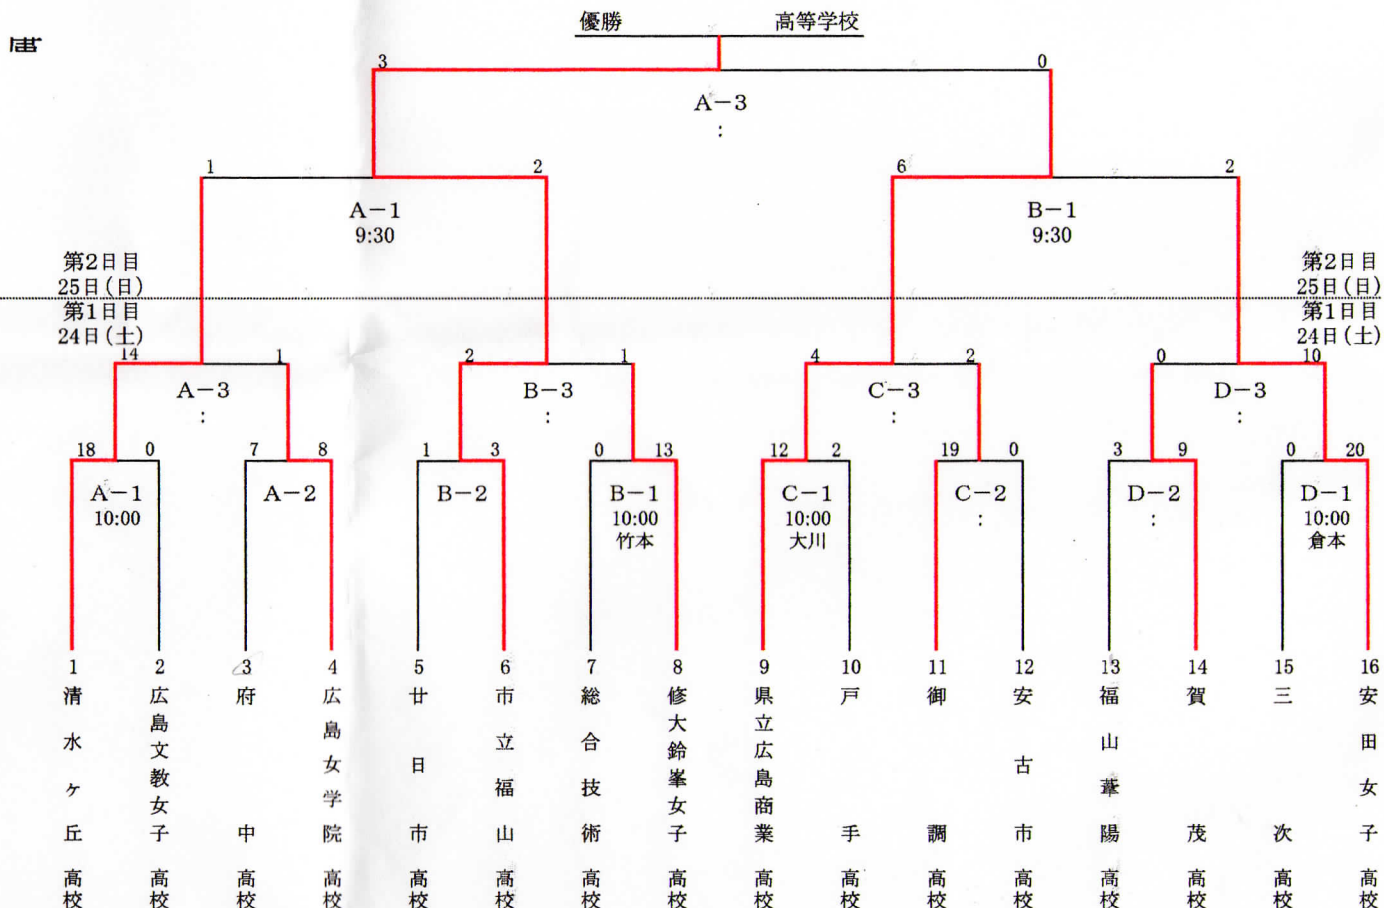 優勝 高等学校
3 0
A－3
:
1 2 6 2
A－1 B－1
9:30 9:30
第2日目 第2日目
25日(日) 25日(日)
第1日目 第1日目
24日(土) 24日(土)
14 1 2 1 4 2 0 10
A－3 B－3 C－3 D－3
: : : :
18 0 7 8 1 3 0 13 12 2 19 0 3 9 0 20
A－1 A－2 B－2 B－1 C－1 C－2 D－2 D－1
10:00 10:00 10:00 : : 10:00
竹本 大川 倉本
1 2 3 4 5 6 7 8 9 10 11 12 13 14 15 16
清水ヶ丘高校
広島文教女子高校
府中高校
広島女学院高校
廿日市高校
市立福山高校
総合技術高校
修大鈴峯女子高校
県立広島商業高校
戸手高校
御調高校
安古市高校
福山葦陽高校
賀茂高校
三次高校
安田女子高校